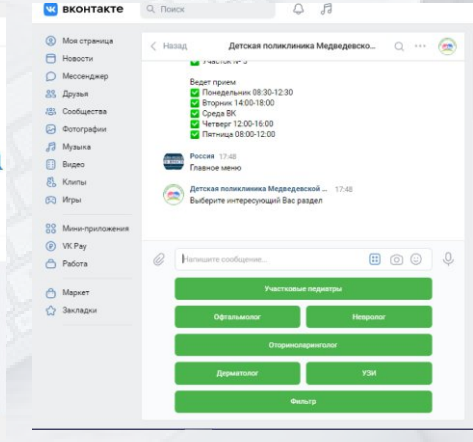 вконтакте
Поиск
Моя страница
Новости
Мессенджер
Друзья
Сообщества
Фотографии
Музыка
Видео
Клипы
Игры
Мини-приложения
VK Pay
Работа
Маркет
Закладки
Назад
Детская поликлиника Медведевско...
Участок № 5
Ведет прием
Понедельник 08:30-12:30
Вторник 14:00-18:00
Среда ВК
Четверг 12:00-16:00
Пятница 08:00-12:00
Россия 17:48
Главное меню
Детская поликлиника Медведевской ... 17:48
Выберите интересующий Вас раздел
Напишите сообщение...
Участковые педиатры
Офтальмолог
Невролог
Оториноларинголог
Дерматолог
УЗИ
Фильтр